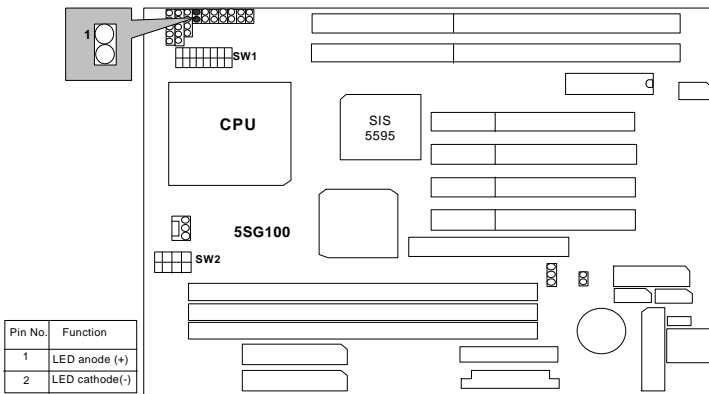 1
SW1
CPU
SIS
5595
5SG100
SW2
Pin No. Function
1 LED anode (+)
2 LED cathode(-)